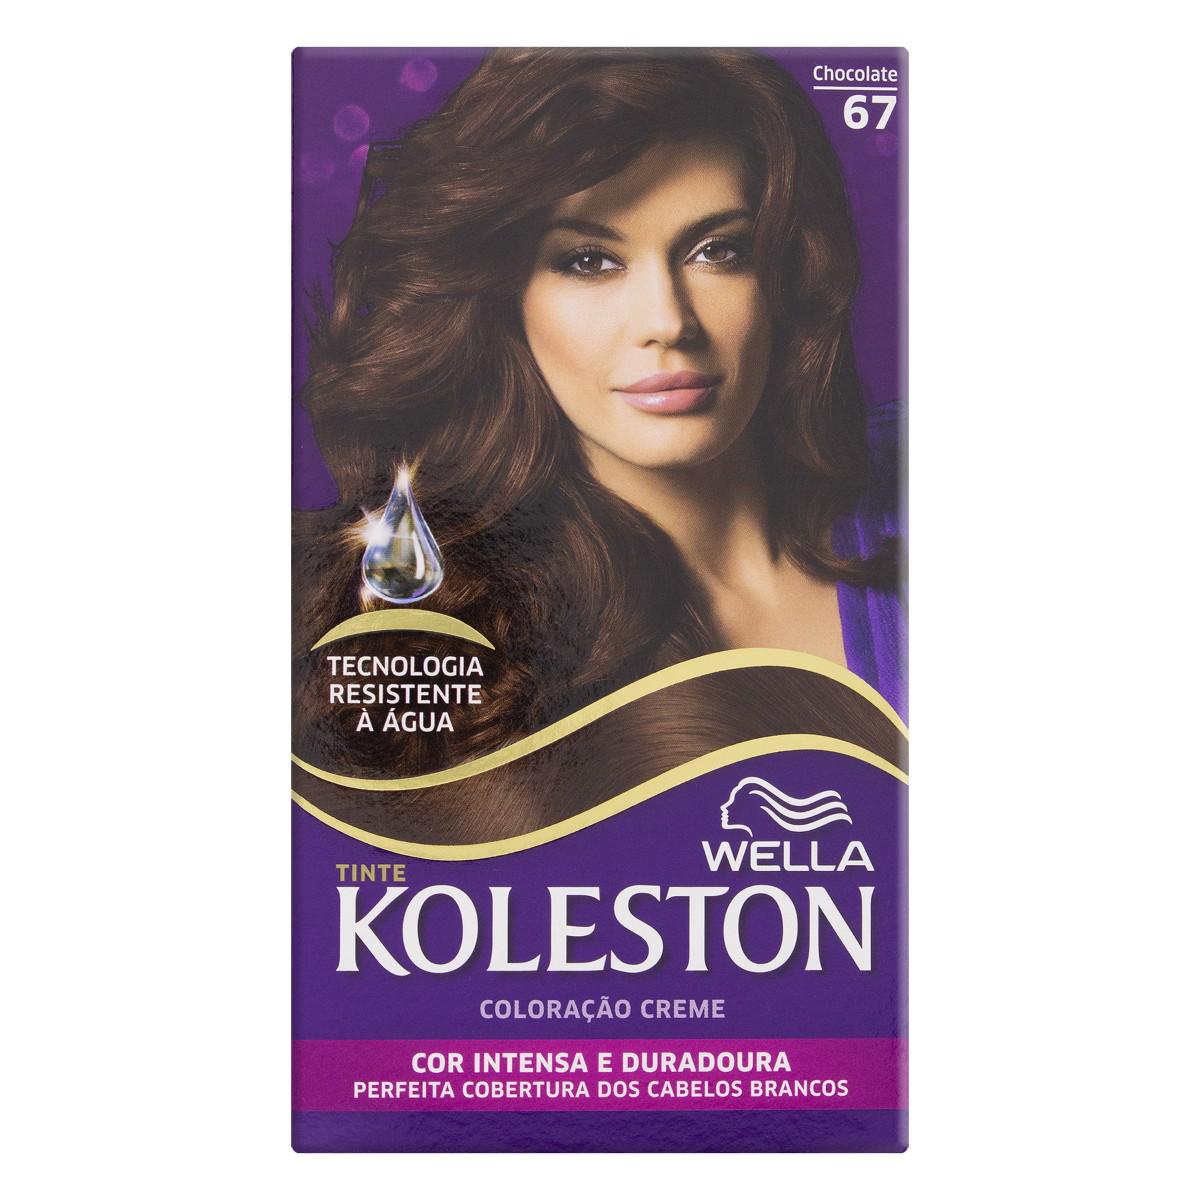 Chocolate
67
TECNOLOGIA
RESISTENTE
À ÁGUA
WELLA
TINTE
KOLESTON
COLORAÇÃO CREME
COR INTENSA E DURADOURA
PERFEITA COBERTURA DOS CABELOS BRANCOS